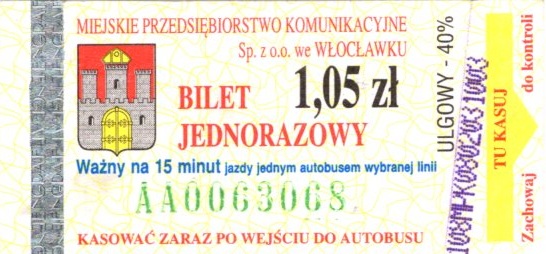 MIEJSKIE PRZEDSIĘBIORSTWO KOMUNIKACYJNE
Sp. z o.o. we WŁOCŁAWKU
BILET 1,05 zł
JEDNORAZOWY
Ważny na 15 minut jazdy jednym autobusem wybranej linii
AA0063068
KASOWAĆ ZARAZ PO WEJŚCIU DO AUTOBUSU
ULGOWY - 40%
TU KASUJ
Zachowaj do kontroli